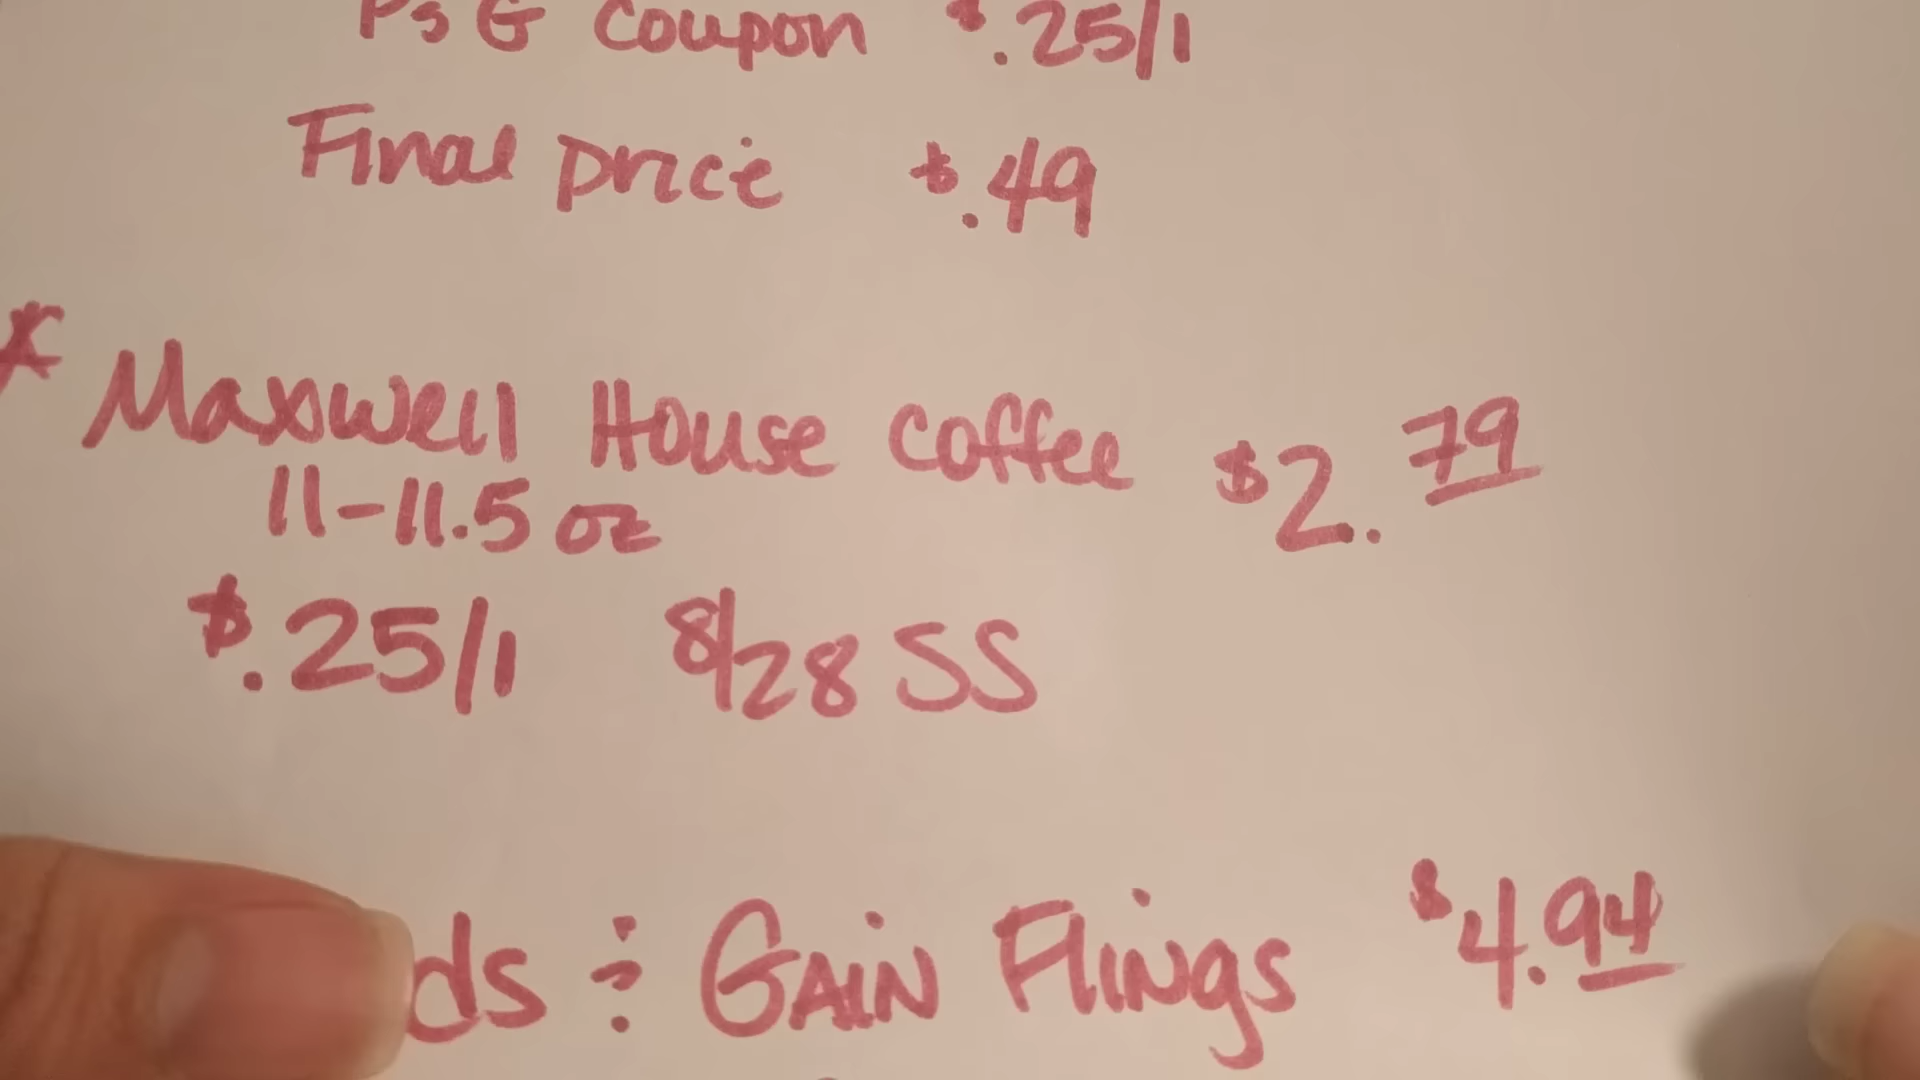 P&G Coupon $.25/1
Final price $.49
* Maxwell House Coffee $2.79
11-11.5 oz
$.25/1 8/28 SS
ds & Gain Flings $4.94